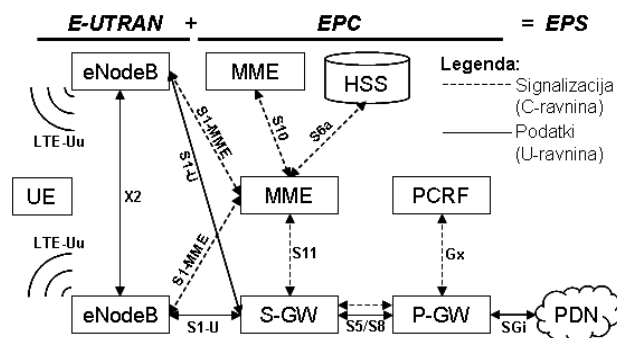 E-UTRAN + EPC = EPS
eNodeB
MME
HSS
Legenda:
Signalizacija
(C-ravnina)
Podatki
(U-ravnina)
LTE-Uu
S1-MME
S10
S6a
S1-U
UE
X2
MME
PCRF
LTE-Uu
S1-MME
S11
Gx
eNodeB
S1-U
S-GW
S5/S8
P-GW
SGi
PDN